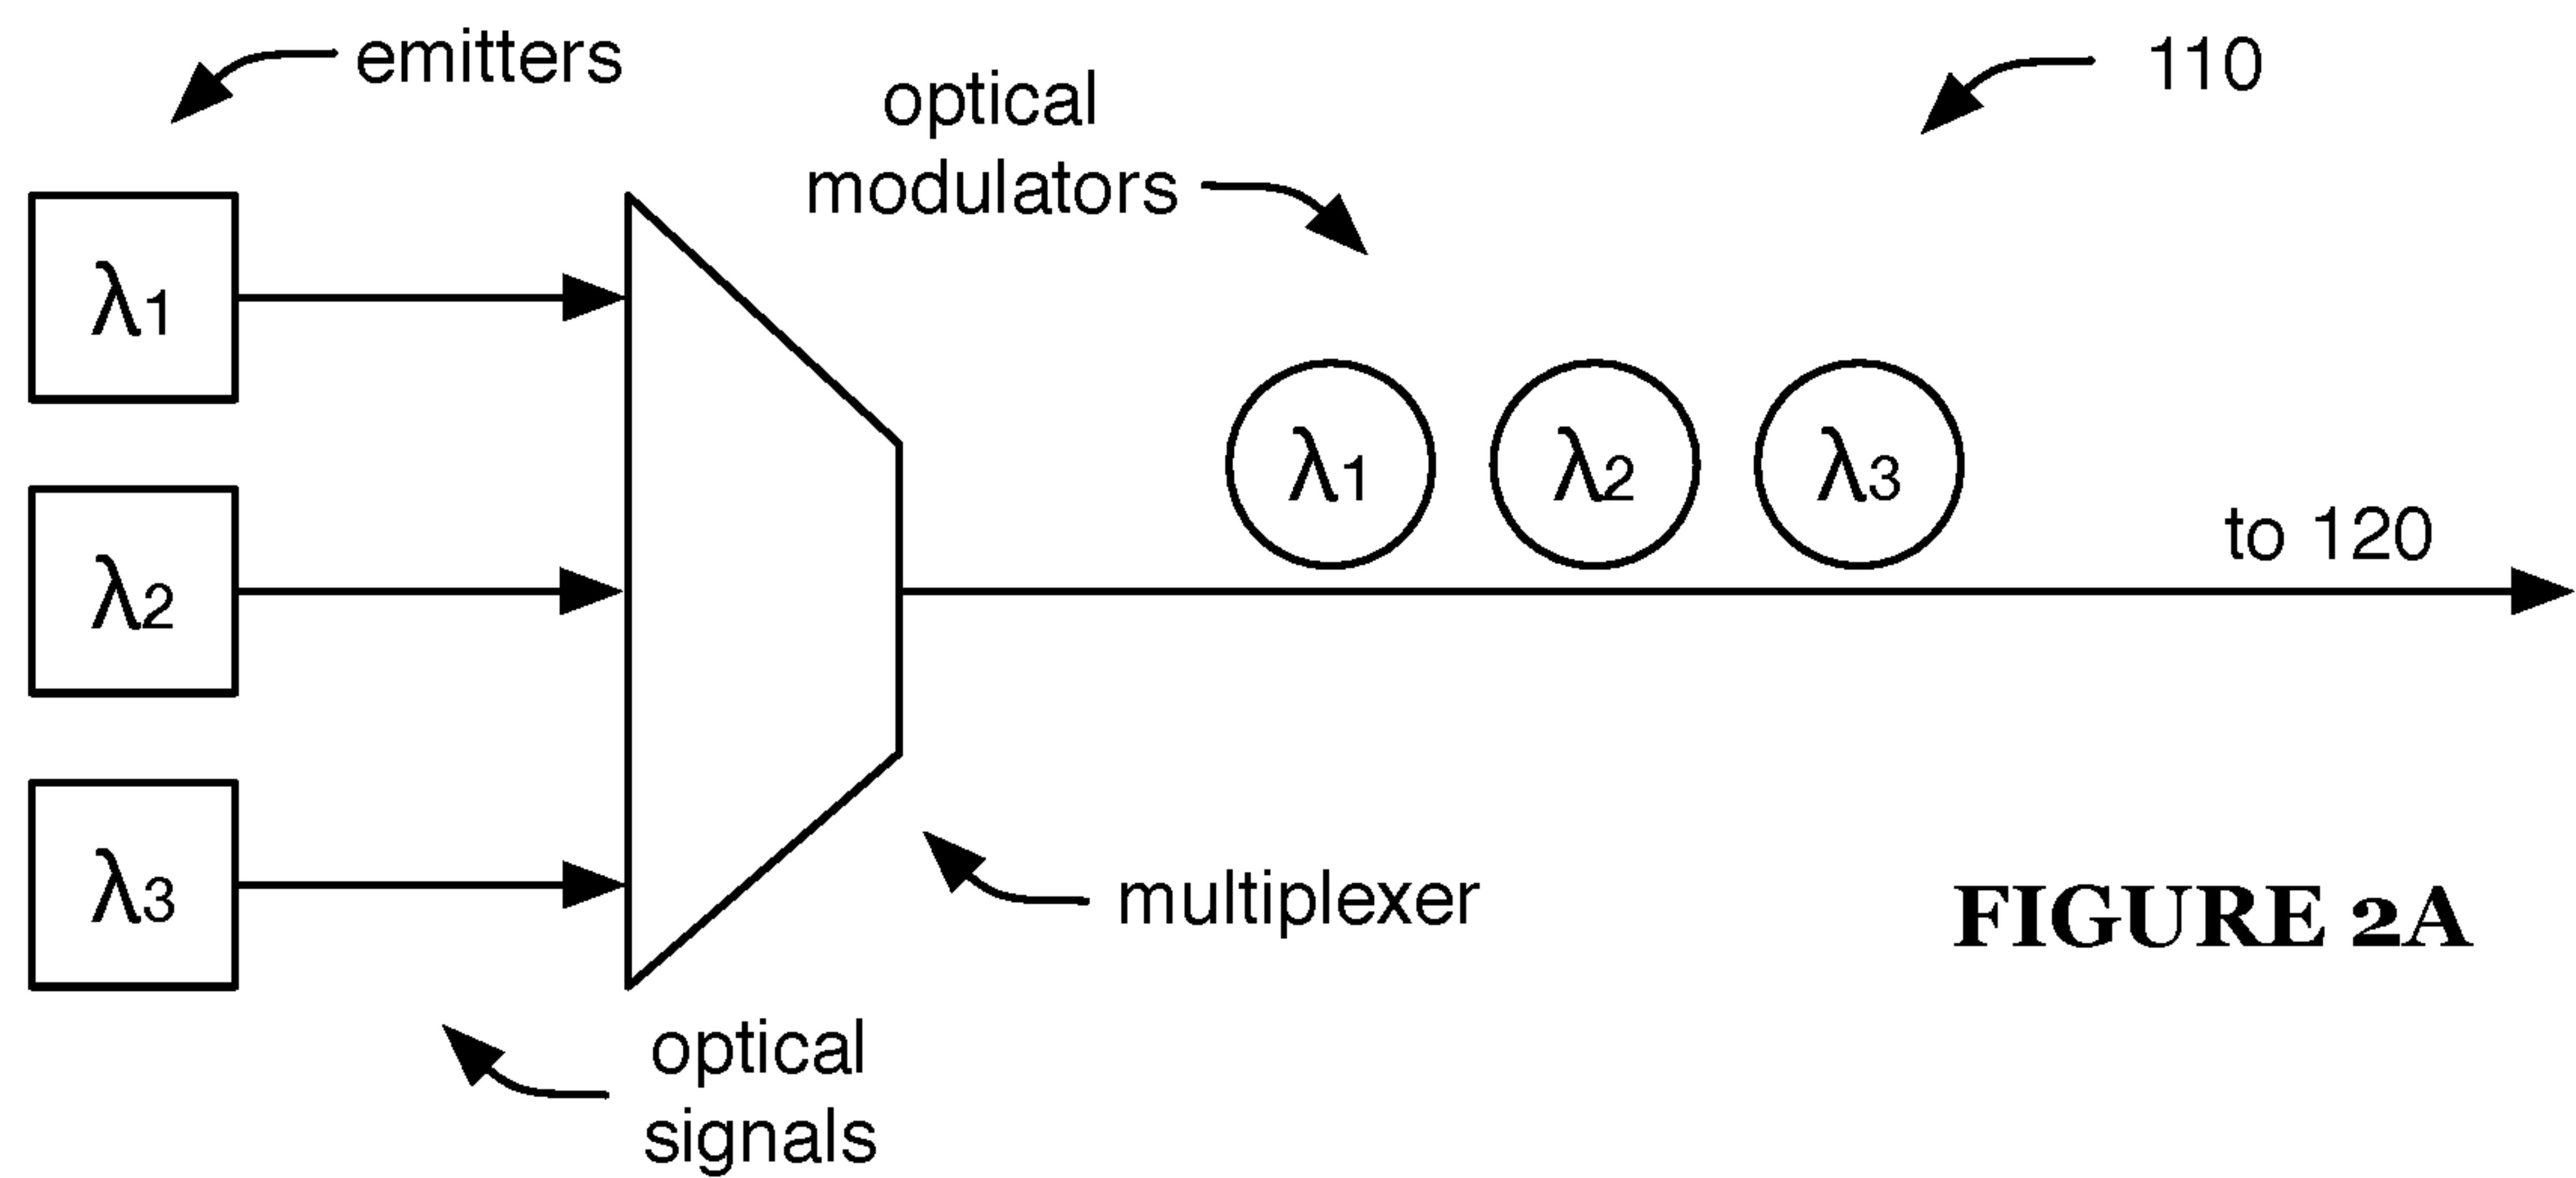 emitters
110
optical
modulators
λ1
λ1
λ2
λ3
to 120
λ2
λ3
multiplexer
FIGURE 2A
optical
signals